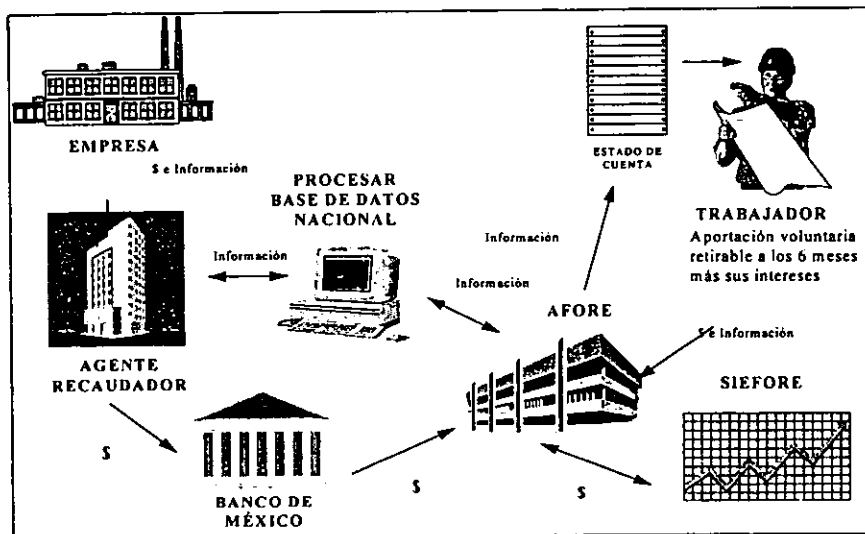 EMPRESA
$ e Información
PROCESAR
BASE DE DATOS
NACIONAL
Información
AGENTE
RECAUDADOR
$
BANCO DE
MÉXICO
ESTADO DE
CUENTA
TRABAJADOR
Aportación voluntaria
retirable a los 6 meses
más sus intereses
Información
Información
AFORE
$ e Información
SIEFORE
$
$